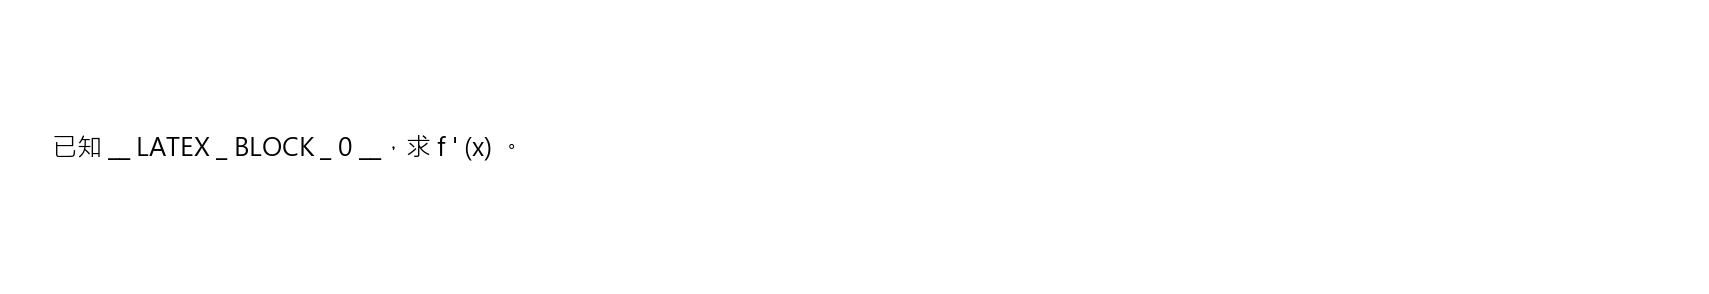 已知 __ LATEX _ BLOCK _ 0 __，求 f ' (x) 。